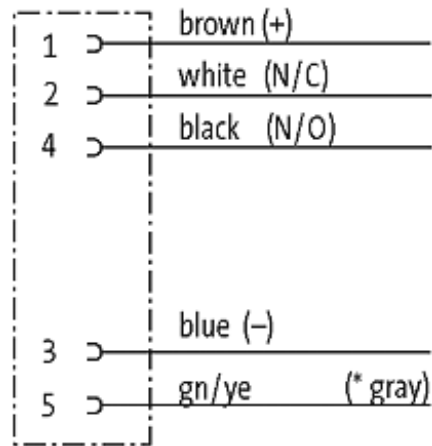 1 brown (+)
2 white (N/C)
4 black (N/O)
3 blue (–)
5 gn/ye (* gray)